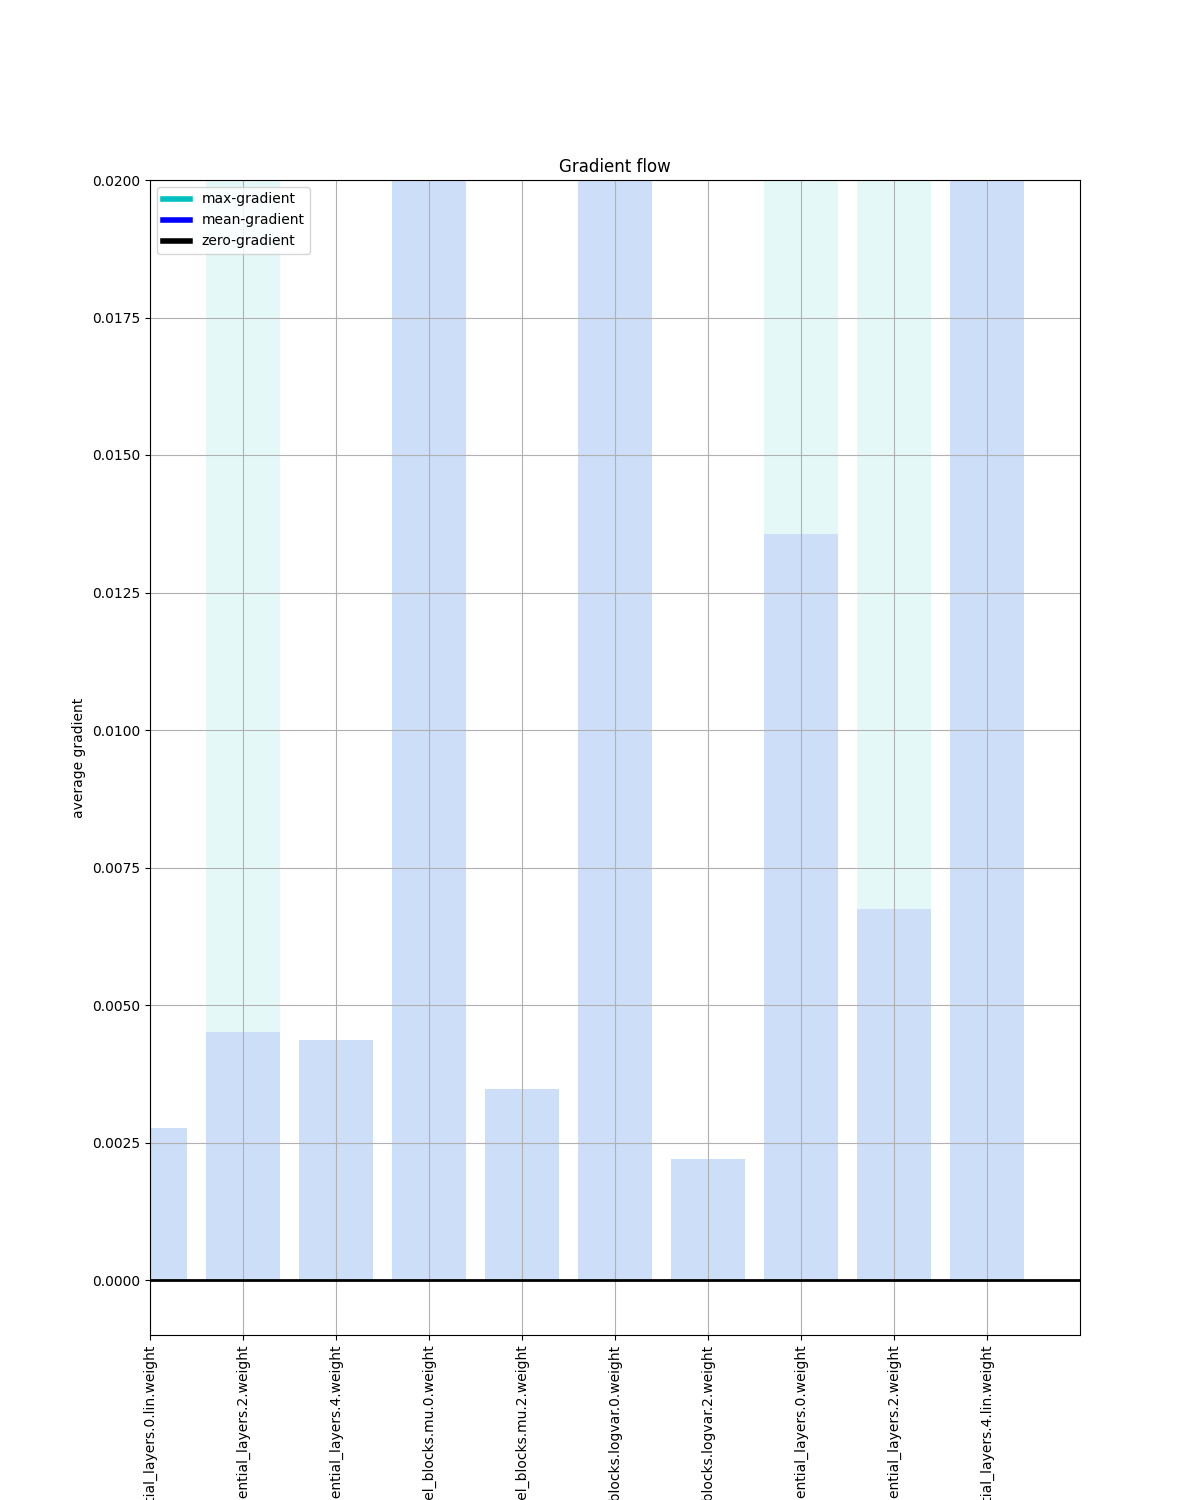 Gradient flow
max-gradient
mean-gradient
zero-gradient
0.0200
0.0175
0.0150
0.0125
0.0100
0.0075
0.0050
0.0025
0.0000
average gradient
tial_layers.0.lin.weight
ential_layers.2.weight
ential_layers.4.weight
el_blocks.mu.0.weight
el_blocks.mu.2.weight
blocks.logvar.0.weight
blocks.logvar.2.weight
ential_layers.0.weight
ential_layers.2.weight
tial_layers.4.lin.weight